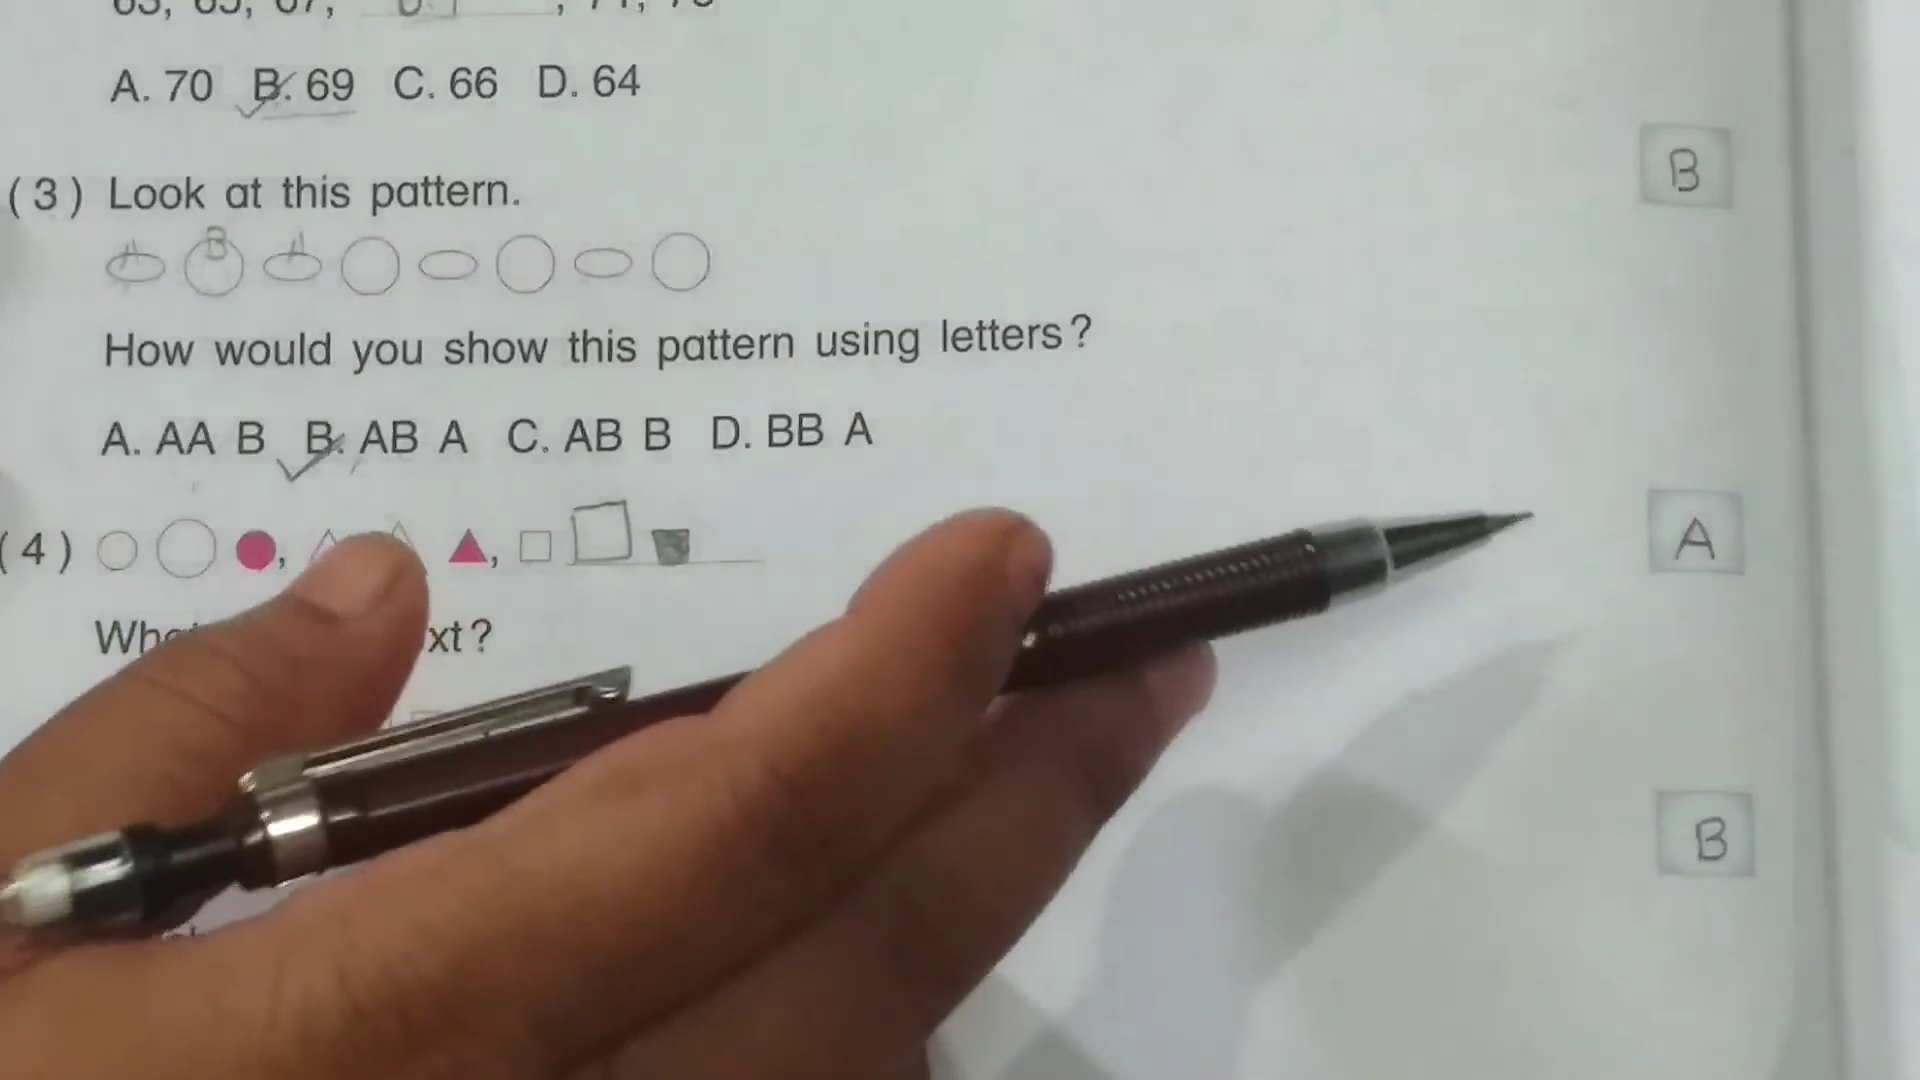 A. 70 B. 69 C. 66 D. 64
B
(3) Look at this pattern.
A B A
How would you show this pattern using letters?
A. AA B B. AB A C. AB B D. BB A
A
(4)
xt?
B